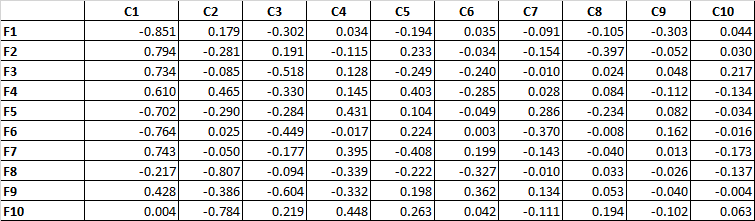 C1 C2 C3 C4 C5 C6 C7 C8 C9 C10
F1 -0.851 0.179 -0.302 0.034 -0.194 0.035 -0.091 -0.105 -0.303 0.044
F2 0.794 -0.281 0.191 -0.115 0.233 -0.034 -0.154 -0.397 -0.052 0.030
F3 0.734 -0.085 -0.518 0.128 -0.249 -0.240 -0.010 0.024 0.048 0.217
F4 0.610 0.465 -0.330 0.145 0.403 -0.285 0.028 0.084 -0.112 -0.134
F5 -0.702 -0.290 -0.284 0.431 0.104 -0.049 0.286 -0.234 0.082 -0.034
F6 -0.764 0.025 -0.449 -0.017 0.224 0.003 -0.370 -0.008 0.162 -0.016
F7 0.743 -0.050 -0.177 0.395 -0.408 0.199 -0.143 -0.040 0.013 -0.173
F8 -0.217 -0.807 -0.094 -0.339 -0.222 -0.327 -0.010 0.033 -0.026 -0.137
F9 0.428 -0.386 -0.604 -0.332 0.198 0.362 0.134 0.053 -0.040 -0.004
F10 0.004 -0.784 0.219 0.448 0.263 0.042 -0.111 0.194 -0.102 0.063